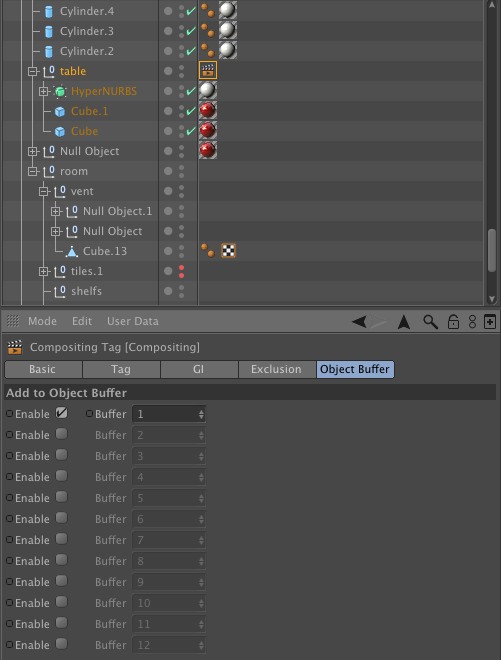 Cylinder.4
Cylinder.3
Cylinder.2
table
HyperNURBS
Cube.1
Cube
Null Object
room
vent
Null Object.1
Null Object
Cube.13
tiles.1
shelfs
Mode Edit User Data
Compositing Tag [Compositing]
Basic Tag GI Exclusion Object Buffer
Add to Object Buffer
Enable Buffer 1
Enable Buffer 2
Enable Buffer 3
Enable Buffer 4
Enable Buffer 5
Enable Buffer 6
Enable Buffer 7
Enable Buffer 8
Enable Buffer 9
Enable Buffer 10
Enable Buffer 11
Enable Buffer 12